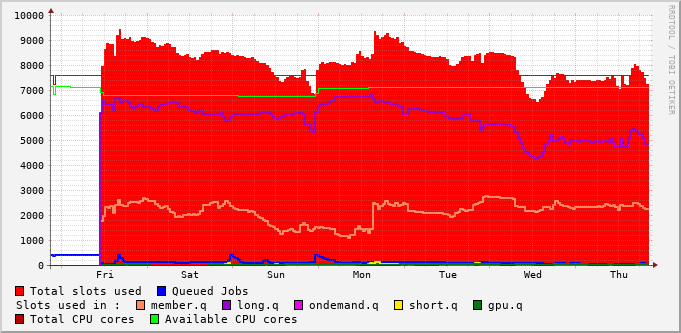 10000
9000
8000
7000
6000
5000
4000
3000
2000
1000
0
Fri Sat Sun Mon Tue Wed Thu
RRDTOOL / TOBI OETIKER
Total slots used Queued Jobs
Slots used in : member.q long.q ondemand.q short.q gpu.q
Total CPU cores Available CPU cores